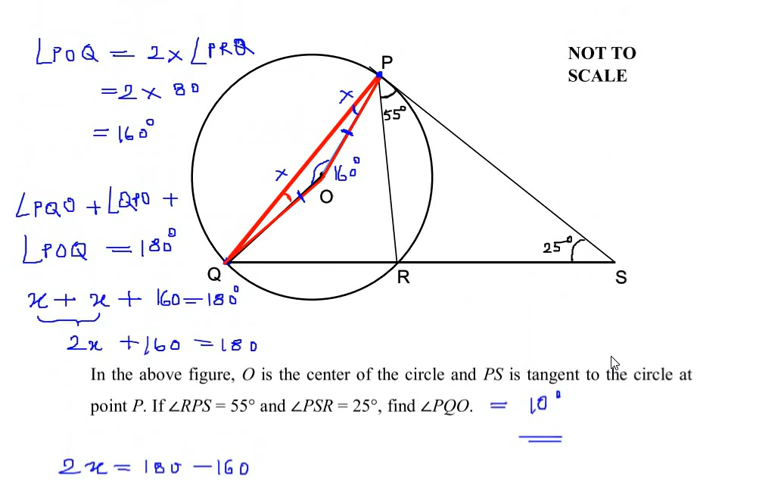 ∠POQ = 2 × ∠PRQ
= 2 × 80
= 160°
NOT TO
SCALE
P
55°
x
x
160°
O
∠PQO + ∠QPO +
∠POQ = 180°
25°
Q
R
S
x + x + 160 = 180°
2x + 160 = 180
In the above figure, O is the center of the circle and PS is tangent to the circle at
point P. If ∠RPS = 55° and ∠PSR = 25°, find ∠PQO. = 10°
2x = 180 - 160